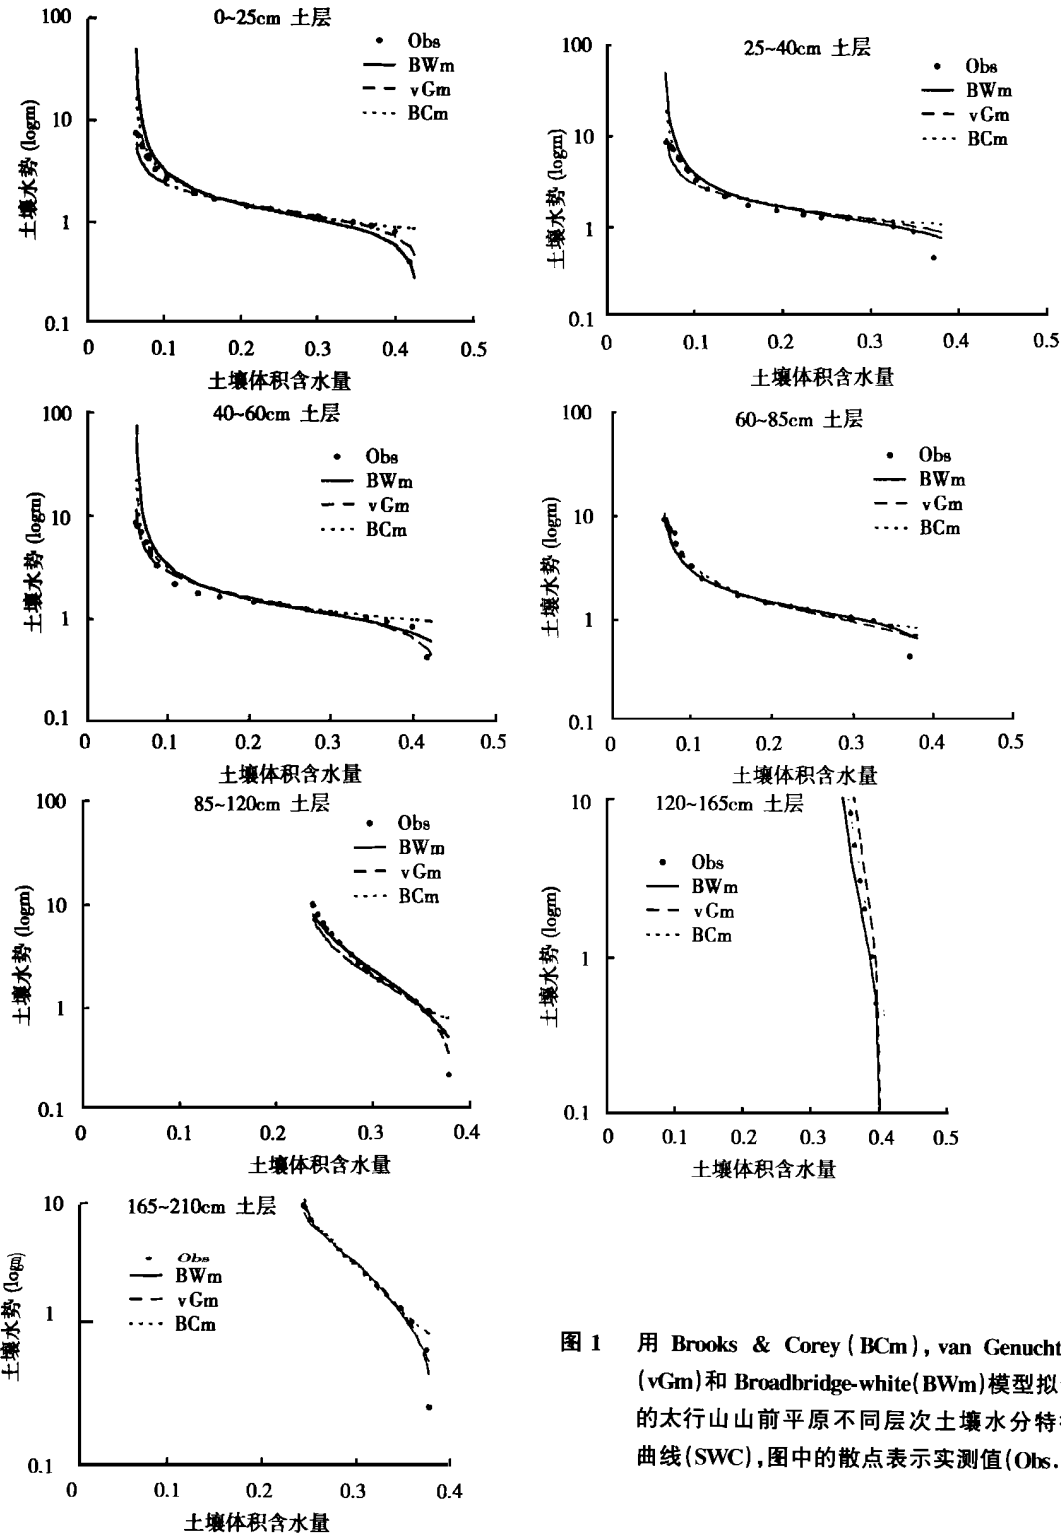 0~25cm 土层
100
10
1
0.1
土壤水势 (logm)
Obs
BWm
vGm
BCm
0 0.1 0.2 0.3 0.4 0.5
土壤体积含水量
25~40cm 土层
100
10
1
0.1
土壤水势 (logm)
Obs
BWm
vGm
BCm
0 0.1 0.2 0.3 0.4 0.5
土壤体积含水量
40~60cm 土层
100
10
1
0.1
土壤水势 (logm)
Obs
BWm
vGm
BCm
0 0.1 0.2 0.3 0.4 0.5
土壤体积含水量
60~85cm 土层
100
10
1
0.1
土壤水势 (logm)
Obs
BWm
vGm
BCm
0 0.1 0.2 0.3 0.4 0.5
土壤体积含水量
85~120cm 土层
100
10
1
0.1
土壤水势 (logm)
Obs
BWm
vGm
BCm
0 0.1 0.2 0.3 0.4
土壤体积含水量
120~165cm 土层
10
1
0.1
土壤水势 (logm)
Obs
BWm
vGm
BCm
0 0.1 0.2 0.3 0.4 0.5
土壤体积含水量
165~210cm 土层
10
1
0.1
土壤水势 (logm)
Obs
BWm
vGm
BCm
0 0.1 0.2 0.3 0.4
土壤体积含水量
图 1 用 Brooks & Corey (BCm), van Genucht
(vGm)和 Broadbridge-white(BWm)模型拟
的太行山山前平原不同层次土壤水分特
曲线(SWC),图中的散点表示实测值(Obs.